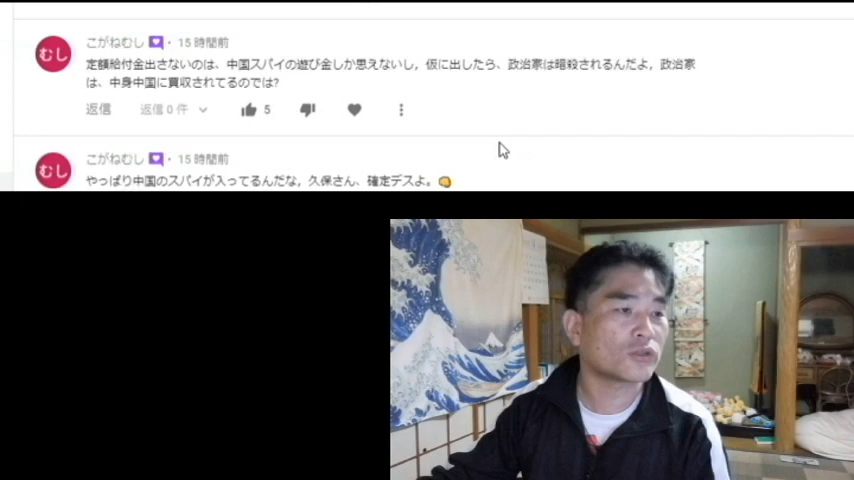 むし
こがねむし ・ 15 時間前
定額給付金出さないのは、中国スパイの遊び金しか思えないし，仮に出したら、政治家は暗殺されるんだよ，政治家
は、中身中国に買収されてるのでは?
返信 返信 0 件 5
むし
こがねむし ・ 15 時間前
やっぱり中国のスパイが入ってるんだな，久保さん、確定デスよ。